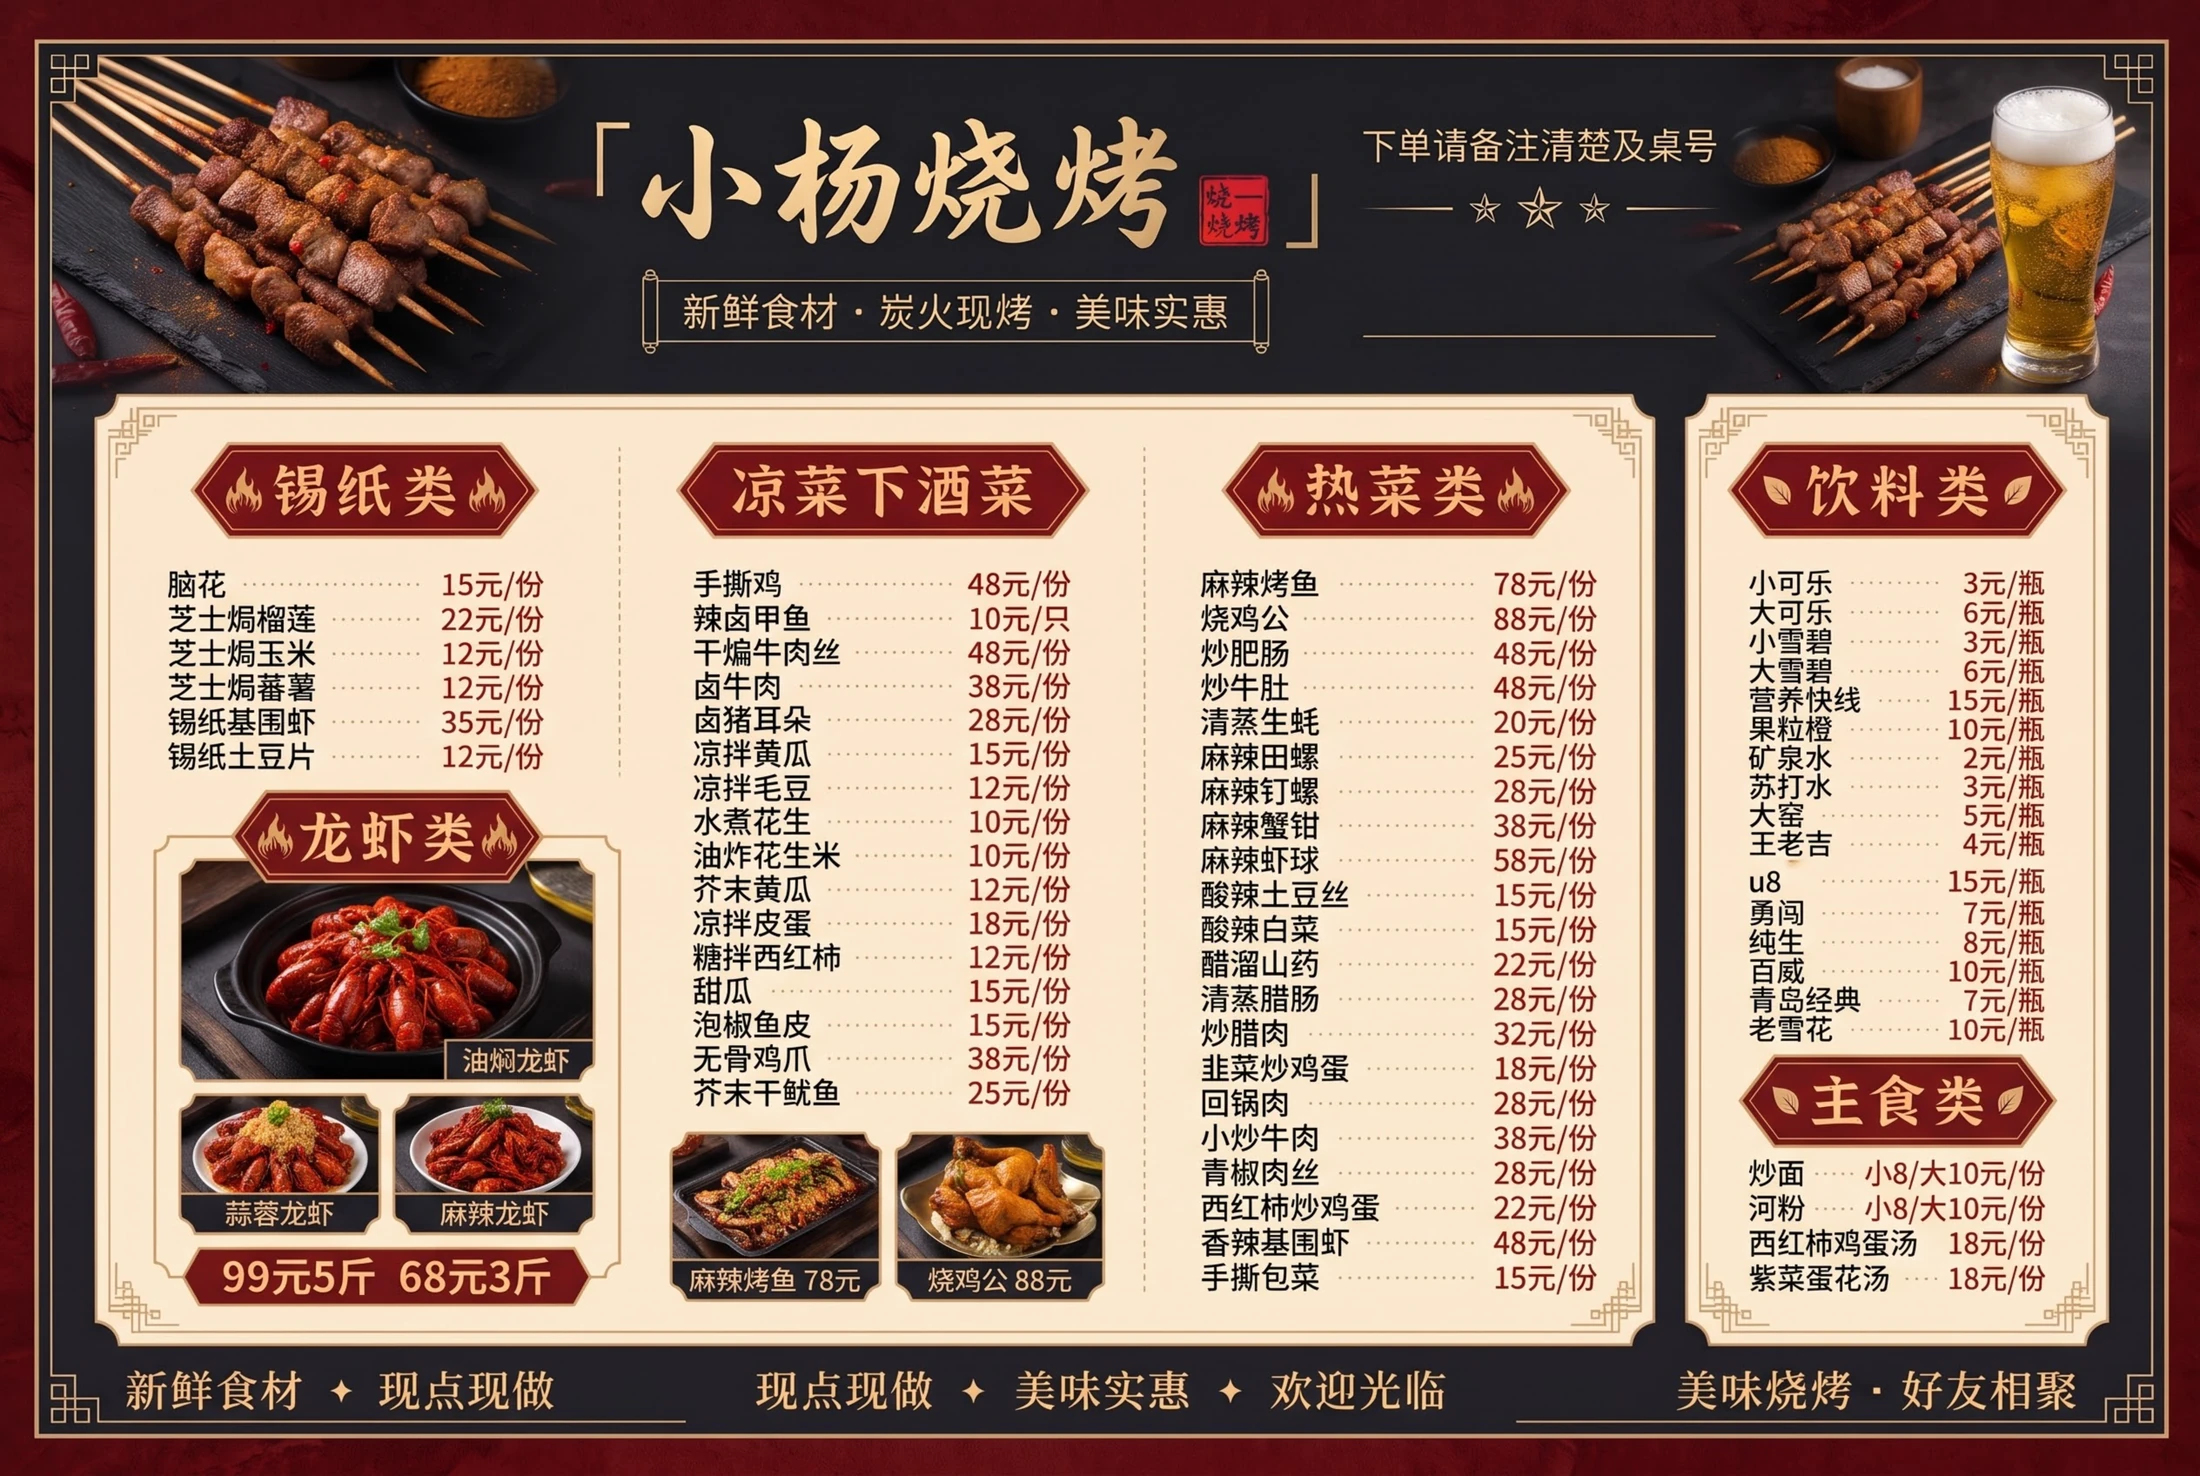 「小杨烧烤」
烧一
烧烤
新鲜食材·炭火现烤·美味实惠
下单请备注清楚及桌号
锡纸类
脑花 15元/份
芝士焗榴莲 22元/份
芝士焗玉米 12元/份
芝士焗蕃薯 12元/份
锡纸基围虾 35元/份
锡纸土豆片 12元/份
龙虾类
油焖龙虾
蒜蓉龙虾
麻辣龙虾
99元5斤 68元3斤
凉菜下酒菜
手撕鸡 48元/份
辣卤甲鱼 10元/只
干煸牛肉丝 48元/份
卤牛肉 38元/份
卤猪耳朵 28元/份
凉拌黄瓜 15元/份
凉拌毛豆 12元/份
水煮花生 10元/份
油炸花生米 10元/份
芥末黄瓜 12元/份
凉拌皮蛋 18元/份
糖拌西红柿 12元/份
甜瓜 15元/份
泡椒鱼皮 15元/份
无骨鸡爪 38元/份
芥末干鱿鱼 25元/份
麻辣烤鱼 78元
烧鸡公 88元
热菜类
麻辣烤鱼 78元/份
烧鸡公 88元/份
炒肥肠 48元/份
炒牛肚 48元/份
清蒸生蚝 20元/份
麻辣田螺 25元/份
麻辣钉螺 28元/份
麻辣蟹钳 38元/份
麻辣虾球 58元/份
酸辣土豆丝 15元/份
酸辣白菜 15元/份
醋溜山药 22元/份
清蒸腊肠 28元/份
炒腊肉 32元/份
韭菜炒鸡蛋 18元/份
回锅肉 28元/份
小炒牛肉 38元/份
青椒肉丝 28元/份
西红柿炒鸡蛋 22元/份
香辣基围虾 48元/份
手撕包菜 15元/份
饮料类
小可乐 3元/瓶
大可乐 6元/瓶
小雪碧 3元/瓶
大雪碧 6元/瓶
营养快线 15元/瓶
果粒橙 10元/瓶
矿泉水 2元/瓶
苏打水 3元/瓶
大窑 5元/瓶
王老吉 4元/瓶
u8 15元/瓶
勇闯 7元/瓶
纯生 8元/瓶
百威 10元/瓶
青岛经典 7元/瓶
老雪花 10元/瓶
主食类
炒面 小8/大10元/份
河粉 小8/大10元/份
西红柿鸡蛋汤 18元/份
紫菜蛋花汤 18元/份
新鲜食材 现点现做
现点现做 美味实惠 欢迎光临
美味烧烤·好友相聚